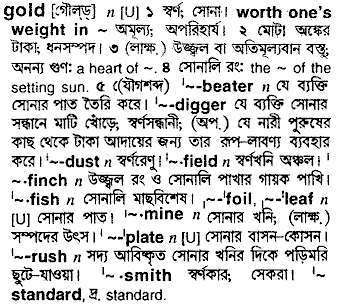 gold [গৌল্‌ড্] n [U] ১ স্বর্ণ; সোনা। worth one's
weight in ~ অমূল্য; অপরিহার্য। ২ মোটা অঙ্কের
টাকা; ধনসম্পদ। ৩ (লাক্ষ.) উজ্জ্বল বা অতিমূল্যবান বস্তু;
অনন্য গুণ: a heart of ~. ৪ সোনালি রং: the ~ of the
setting sun. ৫ (যৌগশব্দ) ˈ~-beater n যে ব্যক্তি
সোনার পাত তৈরি করে। ˈ~-digger যে ব্যক্তি সোনার
সন্ধানে মাটি খোঁড়ে; স্বর্ণসন্ধানী; (অপ.) যে নারী পুরুষের
কাছ থেকে টাকা আদায়ের জন্য তার রূপ-লাবণ্য ব্যবহার
করে। ˈ~-dust n স্বর্ণরেণু। ˈ~-field n স্বর্ণখনি অঞ্চল। ˈ
~-finch n উজ্জ্বল রং ও সোনালি পাখার গায়ক পাখি।
ˈ~-fish n সোনালি মাছবিশেষ। ˈ~-ˈfoil, ~-ˈleaf n
[U] সোনার পাত। ˈ~-mine n সোনার খনি; (লাক্ষ.)
সম্পদের উৎস। ˈ~-ˈplate n [U] সোনার বাসন-কোসন।
ˈ~-rush n সদ্য আবিষ্কৃত সোনার খনির দিকে পড়িমরি
ছুটে-যাওয়া। ˈ~-smith স্বর্ণকার; সেকরা। ˈ~
standard, দ্র. standard.